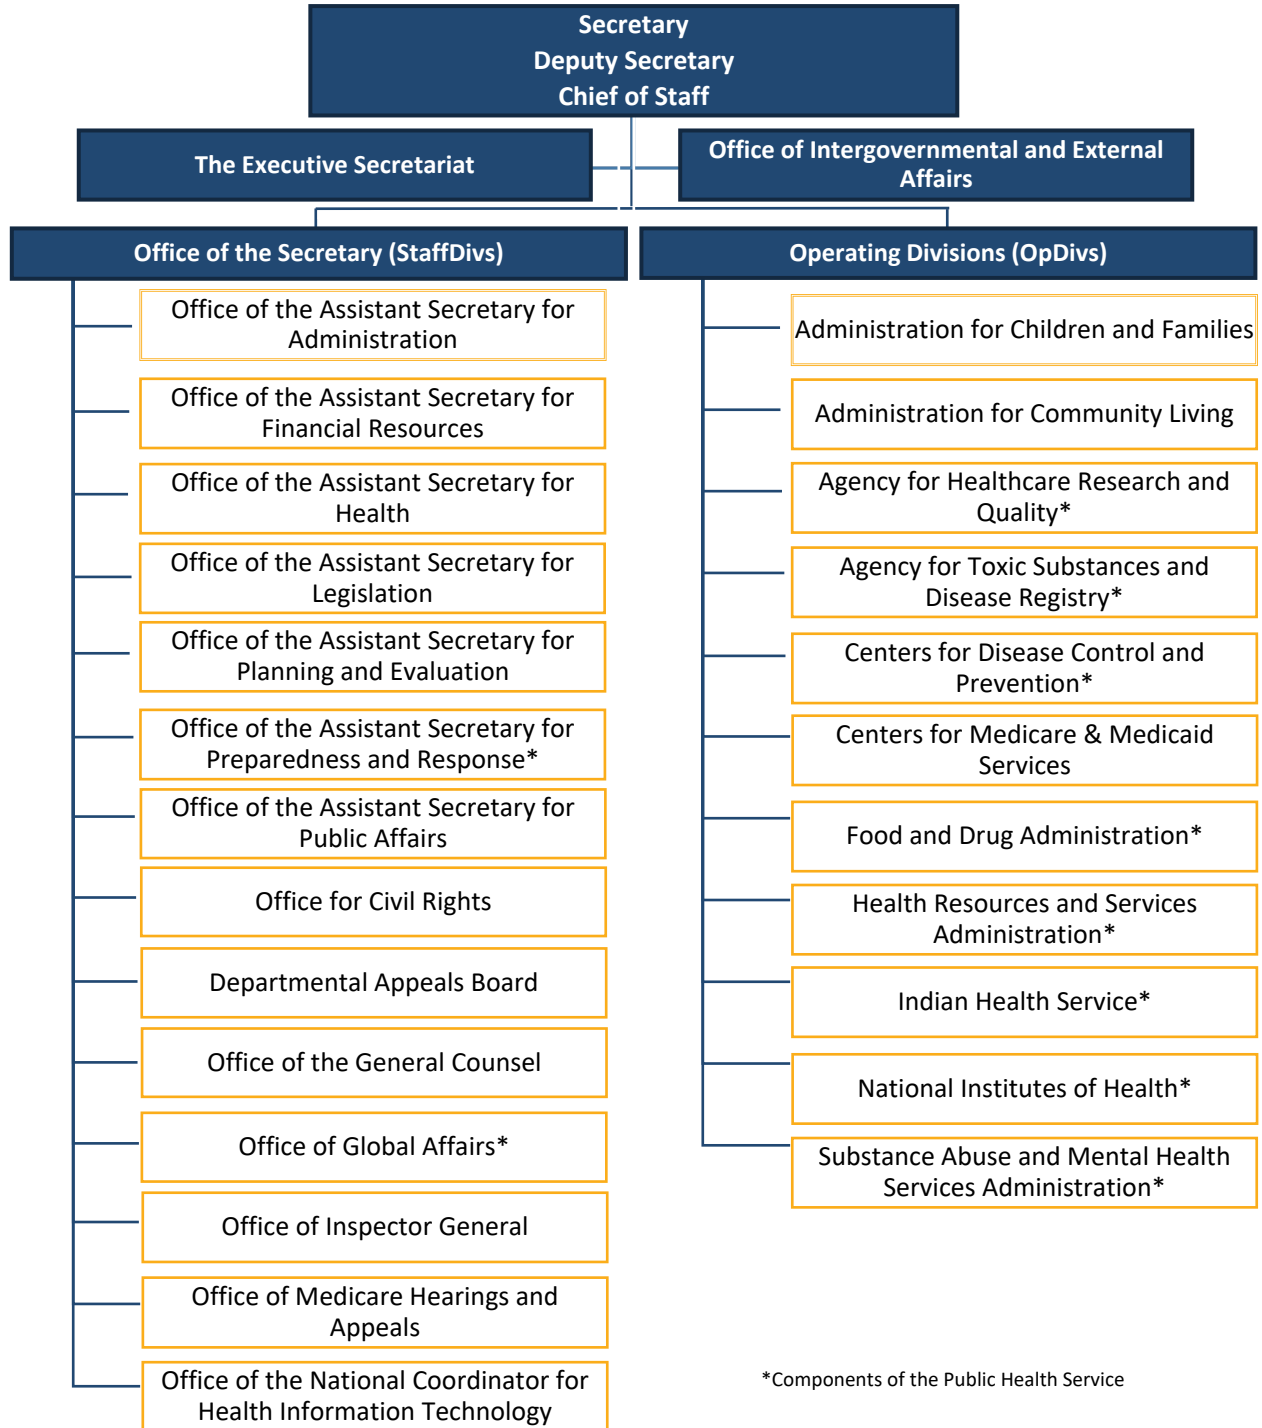 Secretary
Deputy Secretary
Chief of Staff
The Executive Secretariat
Office of Intergovernmental and External
Affairs
Office of the Secretary (StaffDivs)
Office of the Assistant Secretary for
Administration
Office of the Assistant Secretary for
Financial Resources
Office of the Assistant Secretary for
Health
Office of the Assistant Secretary for
Legislation
Office of the Assistant Secretary for
Planning and Evaluation
Office of the Assistant Secretary for
Preparedness and Response*
Office of the Assistant Secretary for
Public Affairs
Office for Civil Rights
Departmental Appeals Board
Office of the General Counsel
Office of Global Affairs*
Office of Inspector General
Office of Medicare Hearings and
Appeals
Office of the National Coordinator for
Health Information Technology
Operating Divisions (OpDivs)
Administration for Children and Families
Administration for Community Living
Agency for Healthcare Research and
Quality*
Agency for Toxic Substances and
Disease Registry*
Centers for Disease Control and
Prevention*
Centers for Medicare & Medicaid
Services
Food and Drug Administration*
Health Resources and Services
Administration*
Indian Health Service*
National Institutes of Health*
Substance Abuse and Mental Health
Services Administration*
*Components of the Public Health Service